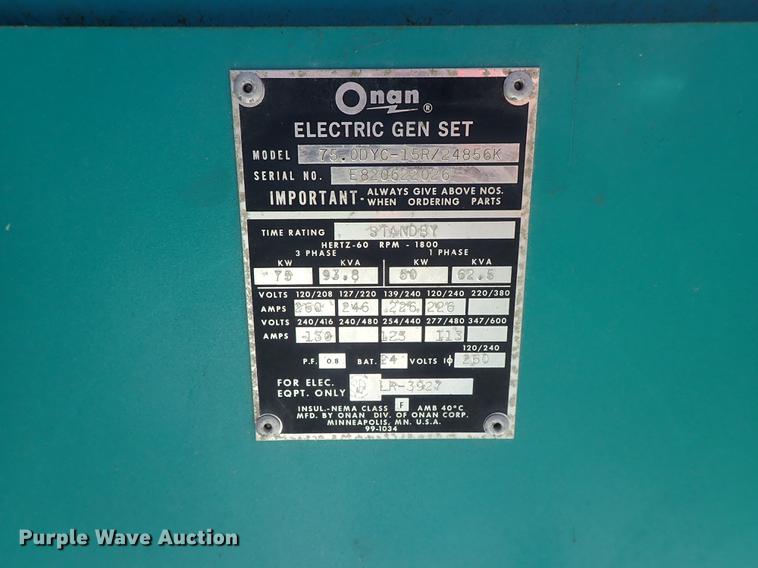 Onan ®
ELECTRIC GEN SET
MODEL 75.0DYC-15R/24856K
SERIAL NO. E820622026
IMPORTANT- ALWAYS GIVE ABOVE NOS. WHEN ORDERING PARTS
TIME RATING STANDBY
HERTZ-60 RPM - 1800
3 PHASE 1 PHASE
KW KVA KW KVA
75 93.8 50 62.5
VOLTS 120/208 127/220 139/240 120/240 220/380
AMPS 260 246 226 226
VOLTS 240/416 240/480 254/440 277/480 347/600
AMPS 130 123 113
120/240
P.F. 0.8 BAT. 24 VOLTS 1ϕ 260
FOR ELEC. EQPT. ONLY LR-3927
INSUL.-NEMA CLASS F AMB 40°C
MFD. BY ONAN DIV. OF ONAN CORP.
MINNEAPOLIS, MN. U.S.A.
99-1034
Purple Wave Auction